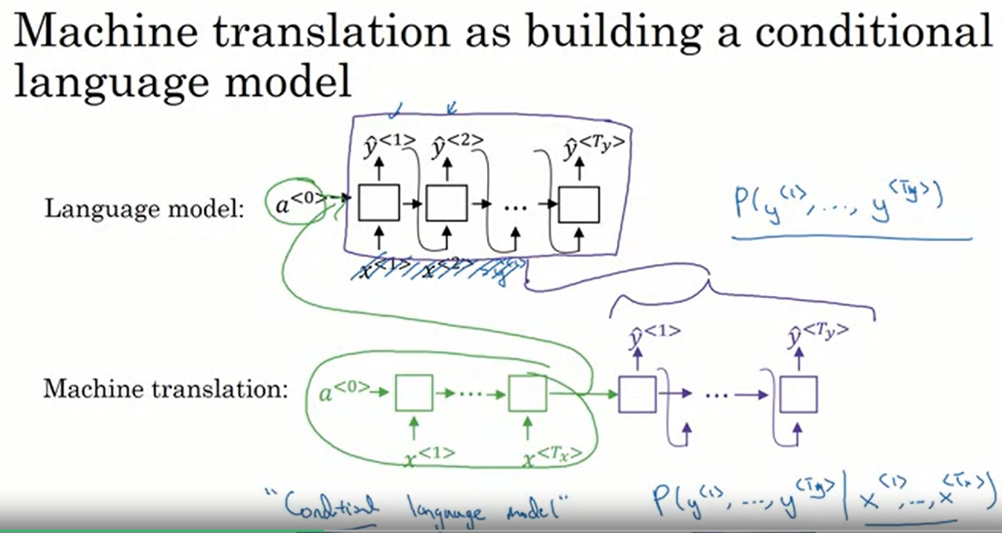 Machine translation as building a conditional
language model
ŷ<1> ŷ<2> ŷ<Ty>
Language model: a<0> ...
P(y<1>, ..., y<Ty>)
x<1> x<2>
ŷ<1> ŷ<Ty>
Machine translation: a<0> ... ...
x<1> x<Tx>
"Conditional language model" P(y<1>, ..., y<Ty> | x<1>, ..., x<Tx>)